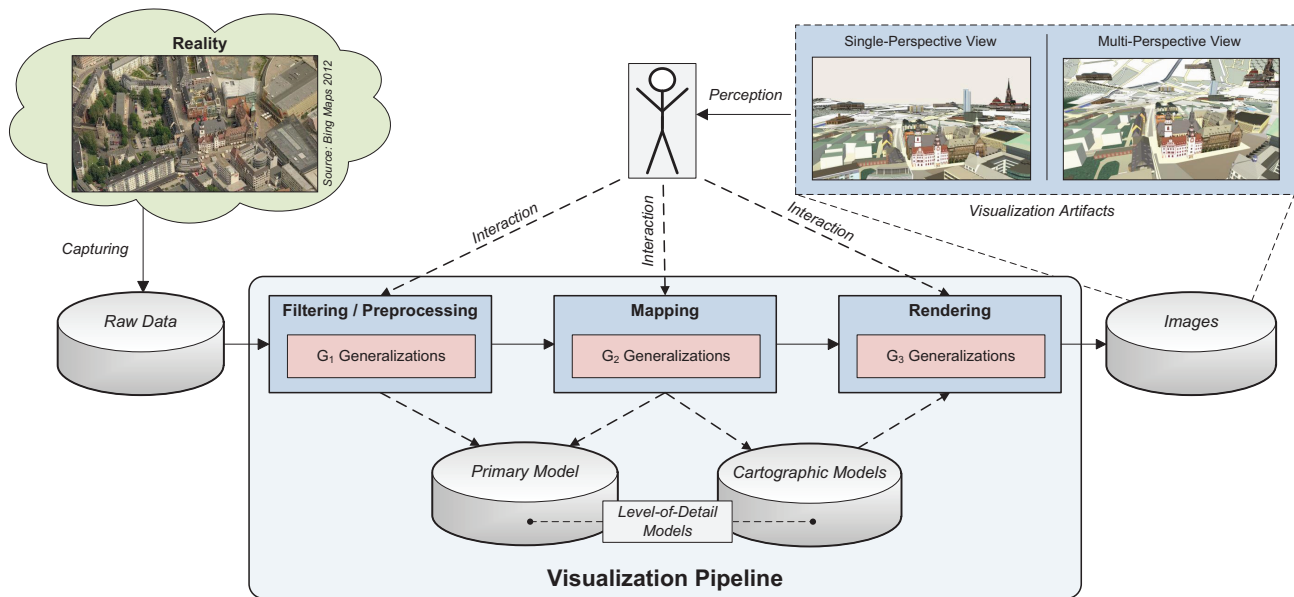 Reality
Source: Bing Maps 2012
Single-Perspective View
Multi-Perspective View
Perception
Visualization Artifacts
Capturing
Interaction
Interaction
Interaction
Raw Data
Filtering / Preprocessing
G₁ Generalizations
Mapping
G₂ Generalizations
Rendering
G₃ Generalizations
Images
Primary Model
Cartographic Models
Level-of-Detail
Models
Visualization Pipeline